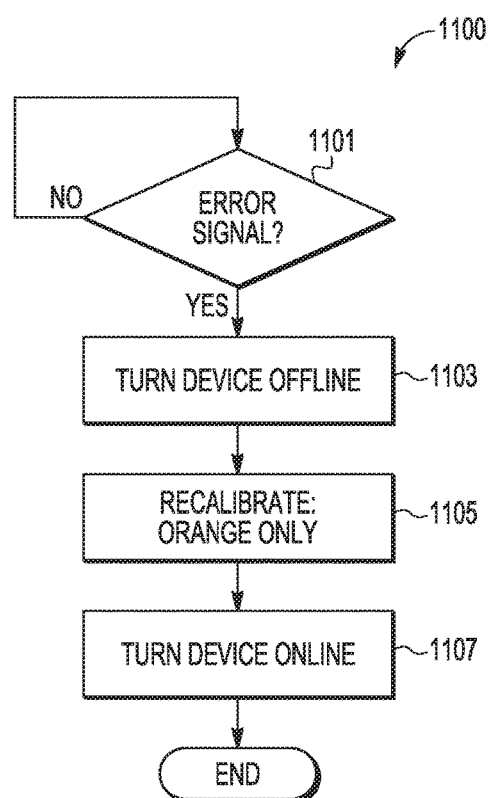 1100
1101
ERROR
SIGNAL?
NO
YES
TURN DEVICE OFFLINE
1103
RECALIBRATE:
ORANGE ONLY
1105
TURN DEVICE ONLINE
1107
END